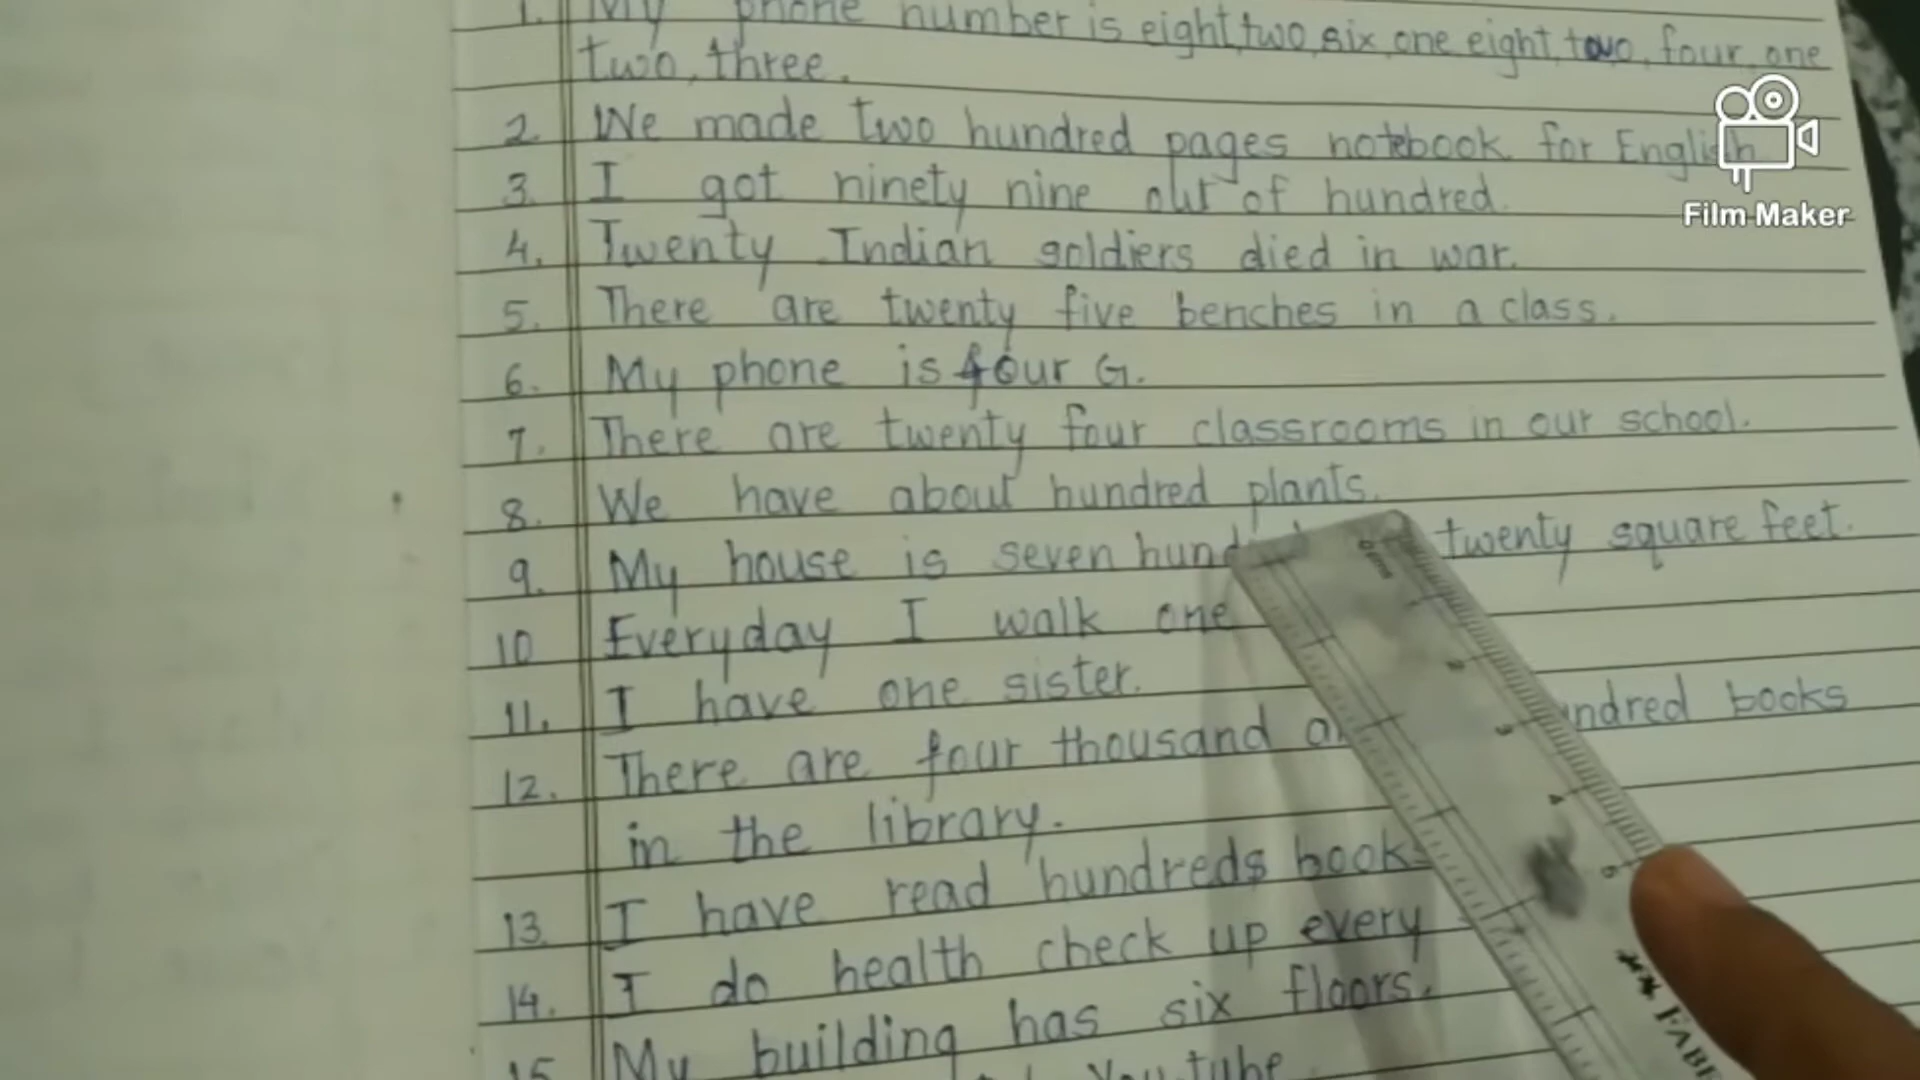 1. My phone number is eight, two, six, one eight, two, four, one
two, three.
2. We made two hundred pages notebook for English
3. I got ninety nine out of hundred.
4. Twenty Indian soldiers died in war.
5. There are twenty five benches in a class.
6. My phone is four G.
7. There are twenty four classrooms in our school.
8. We have about hundred plants.
9. My house is seven twenty square feet.
10 Everyday I walk one
11. I have one sister.
12. There are four thousand books
in the library.
13. I have read hundreds book
14. I do health check up every
15 My building has six floors.
Youtube
Film Maker